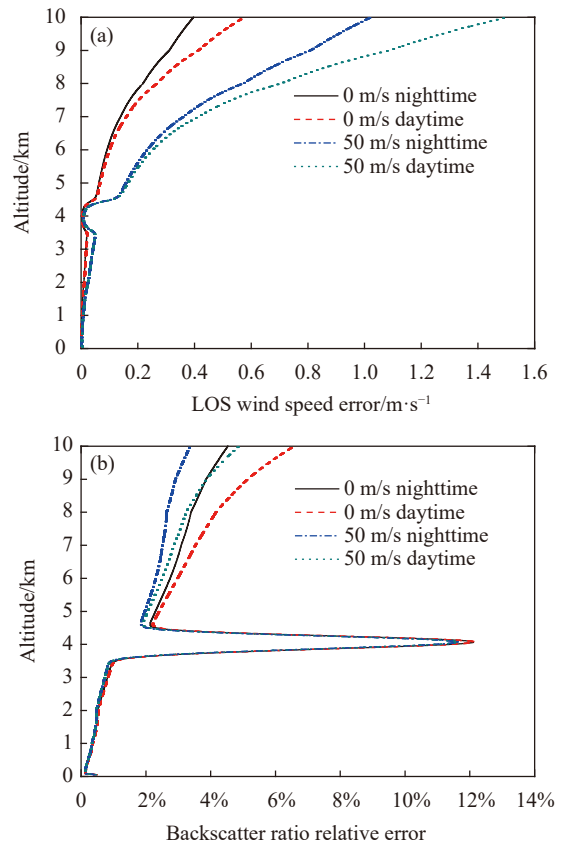 10
(a)
9
8
7
0 m/s nighttime
0 m/s daytime
6
50 m/s nighttime
50 m/s daytime
5
4
3
2
1
0
Altitude/km
0
0.2
0.4
0.6
0.8
1.0
1.2
1.4
1.6
LOS wind speed error/m·s⁻¹
10
(b)
9
0 m/s nighttime
0 m/s daytime
8
50 m/s nighttime
50 m/s daytime
7
6
5
4
3
2
1
0
Altitude/km
0
2%
4%
6%
8%
10%
12%
14%
Backscatter ratio relative error